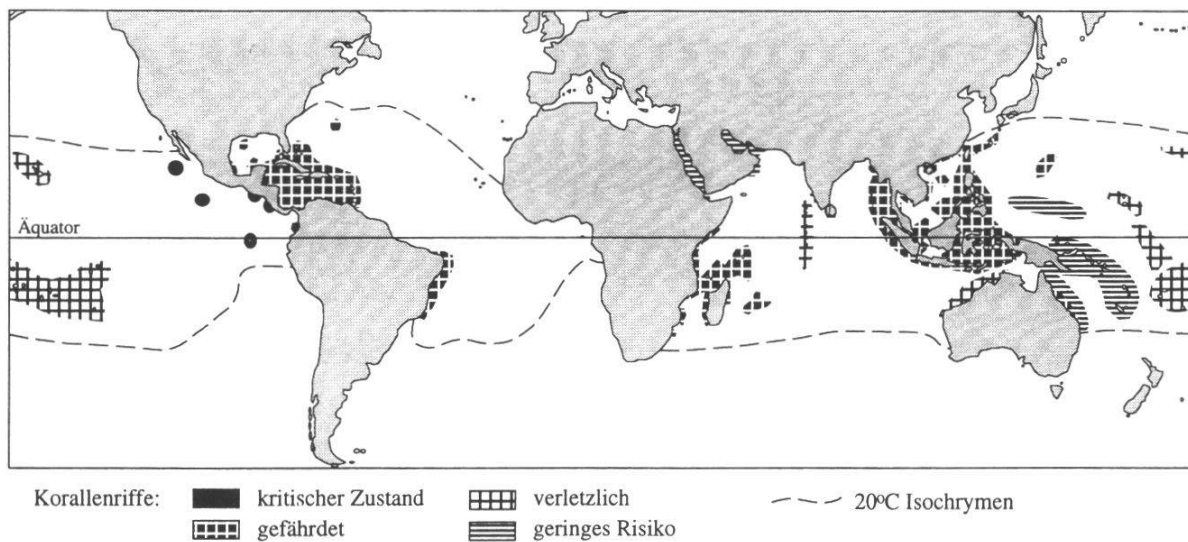 Äquator
Korallenriffe: kritischer Zustand verletzlich 20ºC Isochrymen
gefährdet geringes Risiko